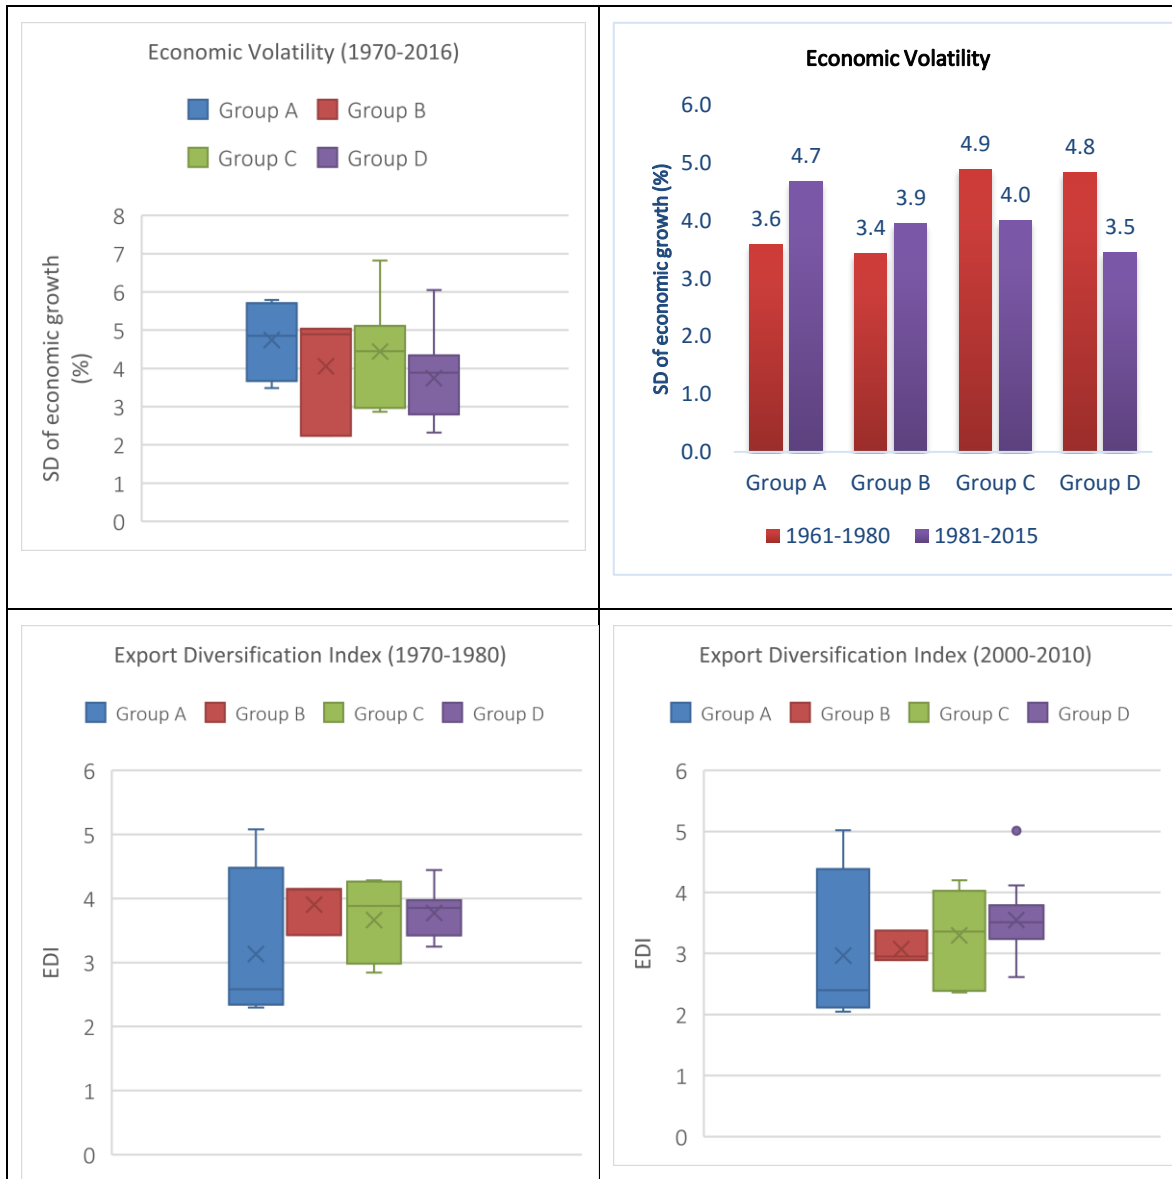 Economic Volatility (1970-2016)
Group A Group B
Group C Group D
8
7
6
5
4
3
2
1
0
SD of economic growth
(%)
Economic Volatility
6.0
5.0
4.0
3.0
2.0
1.0
0.0
SD of economic growth (%)
3.6 4.7 3.4 3.9 4.9 4.0 4.8 3.5
Group A Group B Group C Group D
1961-1980 1981-2015
Export Diversification Index (1970-1980)
Group A Group B Group C Group D
6
5
4
3
2
1
0
EDI
Export Diversification Index (2000-2010)
Group A Group B Group C Group D
6
5
4
3
2
1
0
EDI